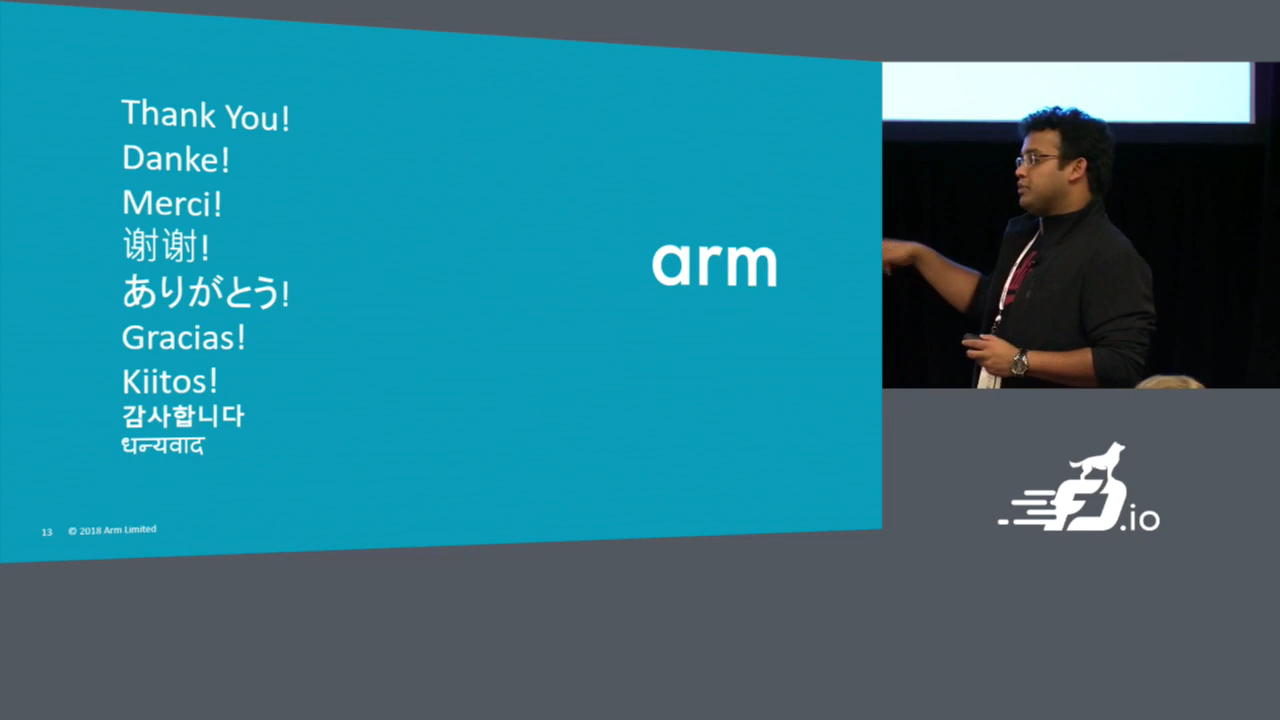 Thank You!
Danke!
Merci!
谢谢!
ありがとう!
Gracias!
Kiitos!
감사합니다
धन्यवाद
arm
13 © 2018 Arm Limited
FD.io